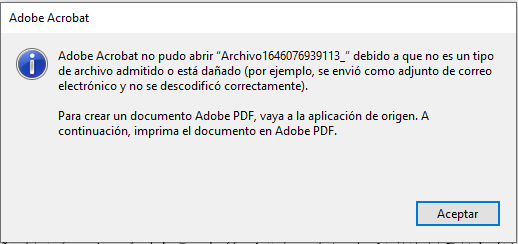 Adobe Acrobat
Adobe Acrobat no pudo abrir “Archivo1646076939113_” debido a que no es un tipo
de archivo admitido o está dañado (por ejemplo, se envió como adjunto de correo
electrónico y no se descodificó correctamente).
Para crear un documento Adobe PDF, vaya a la aplicación de origen. A
continuación, imprima el documento en Adobe PDF.
Aceptar